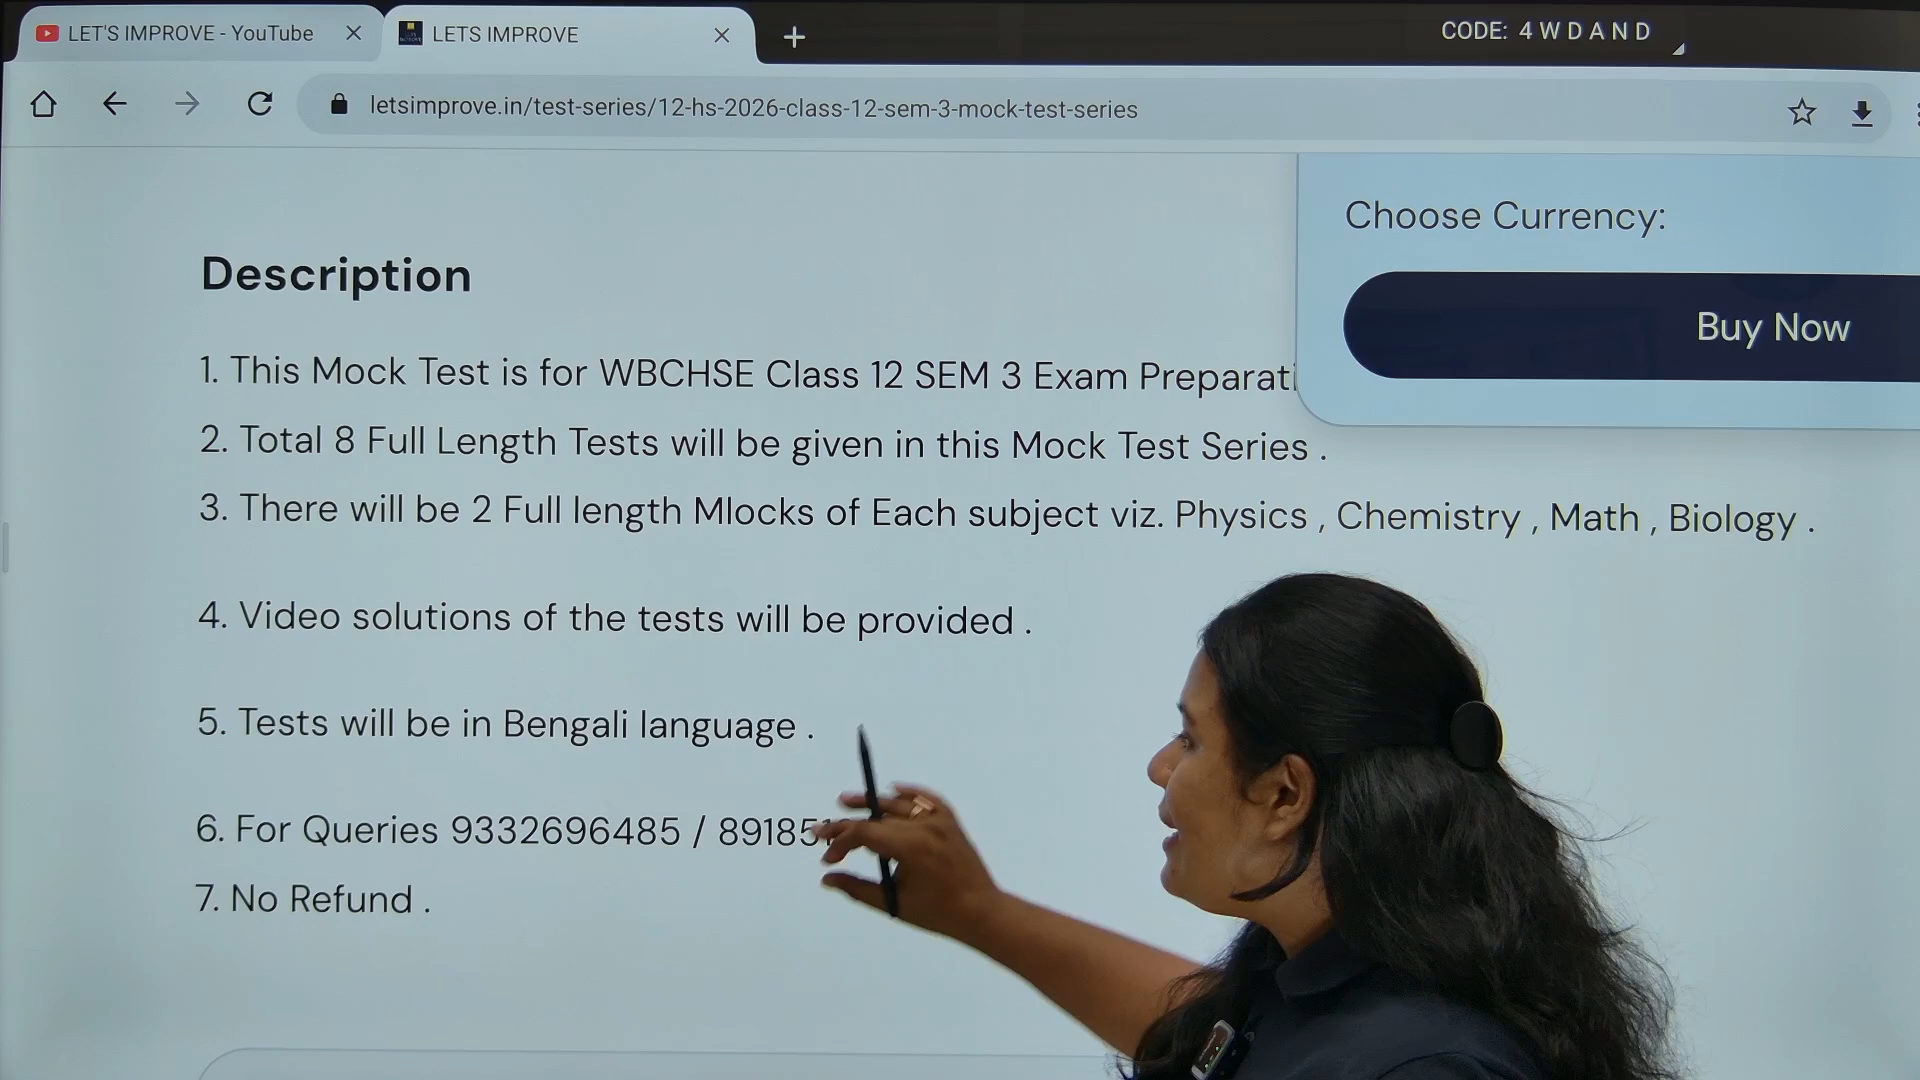 LET'S IMPROVE - YouTube
LETS IMPROVE
CODE: 4 W D A N D
letsimprove.in/test-series/12-hs-2026-class-12-sem-3-mock-test-series
Choose Currency:
Buy Now
Description
1. This Mock Test is for WBCHSE Class 12 SEM 3 Exam
2. Total 8 Full Length Tests will be given in this Mock Test Series .
3. There will be 2 Full length Mlocks of Each subject viz. Physics , Chemistry , Math , Biology .
4. Video solutions of the tests will be provided .
5. Tests will be in Bengali language .
6. For Queries 9332696485 /
7. No Refund .